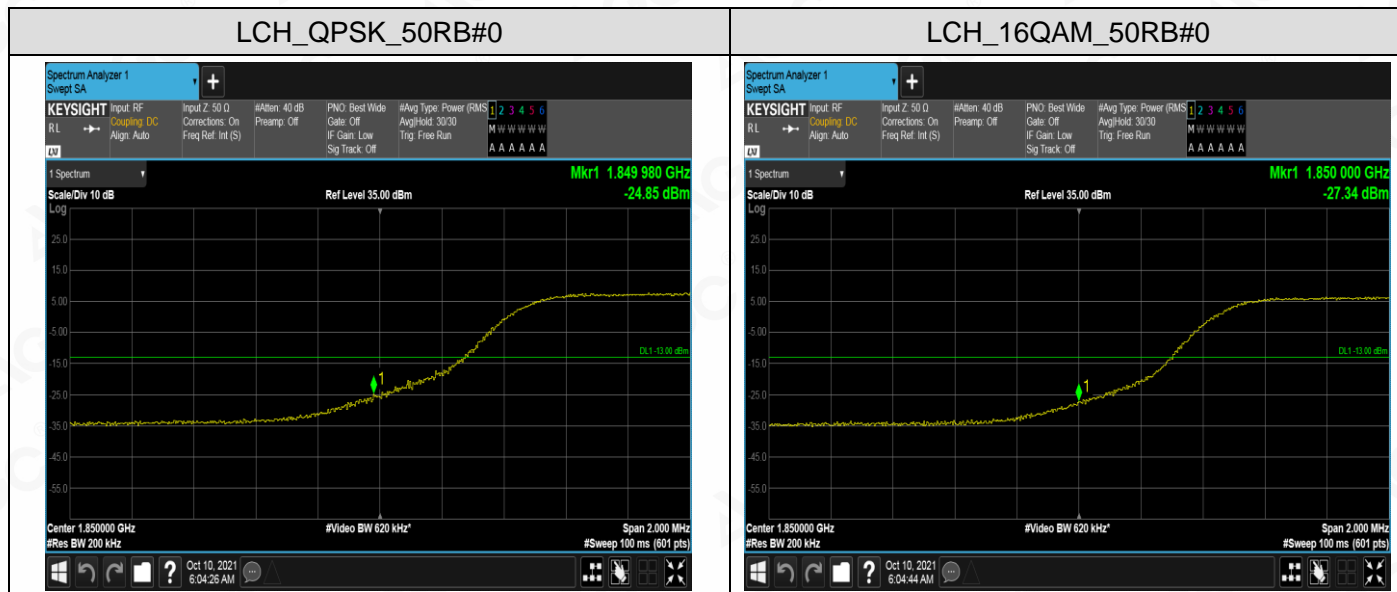 LCH_QPSK_50RB#0
Spectrum Analyzer 1
Swept SA
+
KEYSIGHT
RL
LXI
Input: RF
Coupling: DC
Align: Auto
Input Z: 50 Ω
Corrections: On
Freq Ref: Int (S)
#Atten: 40 dB
Preamp: Off
PNO: Best Wide
Gate: Off
IF Gain: Low
Sig Track: Off
#Avg Type: Power (RMS
Avg|Hold: 30/30
Trig: Free Run
1 2 3 4 5 6
M W W W W W
A A A A A A
1 Spectrum
Mkr1 1.849 980 GHz
Scale/Div 10 dB
Ref Level 35.00 dBm
-24.85 dBm
Log
25.0
15.0
5.00
-5.00
DL1 -13.00 dBm
-15.0
1
-25.0
-35.0
-45.0
-55.0
Center 1.850000 GHz
#Video BW 620 kHz*
Span 2.000 MHz
#Res BW 200 kHz
#Sweep 100 ms (601 pts)
?
Oct 10, 2021
6:04:26 AM
LCH_16QAM_50RB#0
Spectrum Analyzer 1
Swept SA
+
KEYSIGHT
RL
LXI
Input: RF
Coupling: DC
Align: Auto
Input Z: 50 Ω
Corrections: On
Freq Ref: Int (S)
#Atten: 40 dB
Preamp: Off
PNO: Best Wide
Gate: Off
IF Gain: Low
Sig Track: Off
#Avg Type: Power (RMS
Avg|Hold: 30/30
Trig: Free Run
1 2 3 4 5 6
M W W W W W
A A A A A A
1 Spectrum
Mkr1 1.850 000 GHz
Scale/Div 10 dB
Ref Level 35.00 dBm
-27.34 dBm
Log
25.0
15.0
5.00
-5.00
DL1 -13.00 dBm
-15.0
1
-25.0
-35.0
-45.0
-55.0
Center 1.850000 GHz
#Video BW 620 kHz*
Span 2.000 MHz
#Res BW 200 kHz
#Sweep 100 ms (601 pts)
?
Oct 10, 2021
6:04:44 AM